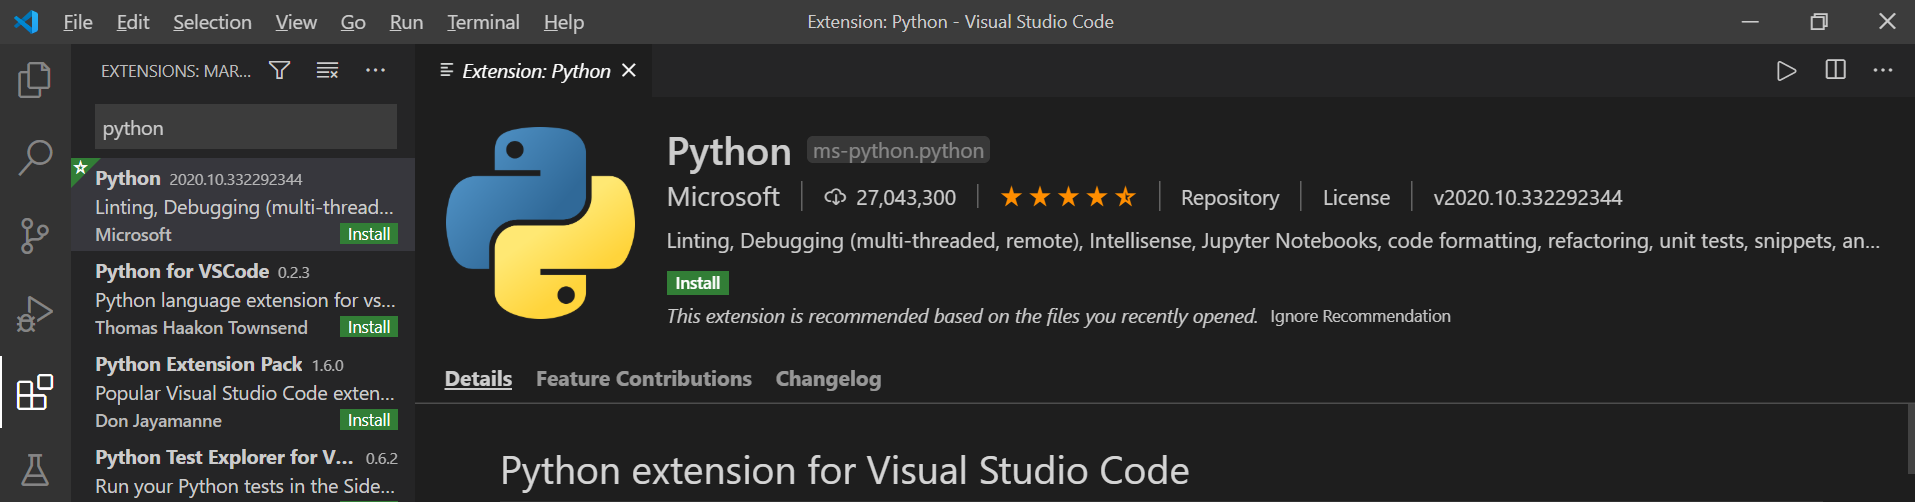 File Edit Selection View Go Run Terminal Help
Extension: Python - Visual Studio Code
EXTENSIONS: MAR...
python
Python 2020.10.332292344
Linting, Debugging (multi-thread...
Microsoft Install
Python for VSCode 0.2.3
Python language extension for vs...
Thomas Haakon Townsend Install
Python Extension Pack 1.6.0
Popular Visual Studio Code exten...
Don Jayamanne Install
Python Test Explorer for V... 0.6.2
Run your Python tests in the Side...
Extension: Python
Python ms-python.python
Microsoft 27,043,300 Repository License v2020.10.332292344
Linting, Debugging (multi-threaded, remote), Intellisense, Jupyter Notebooks, code formatting, refactoring, unit tests, snippets, an...
Install
This extension is recommended based on the files you recently opened. Ignore Recommendation
Details Feature Contributions Changelog
Python extension for Visual Studio Code